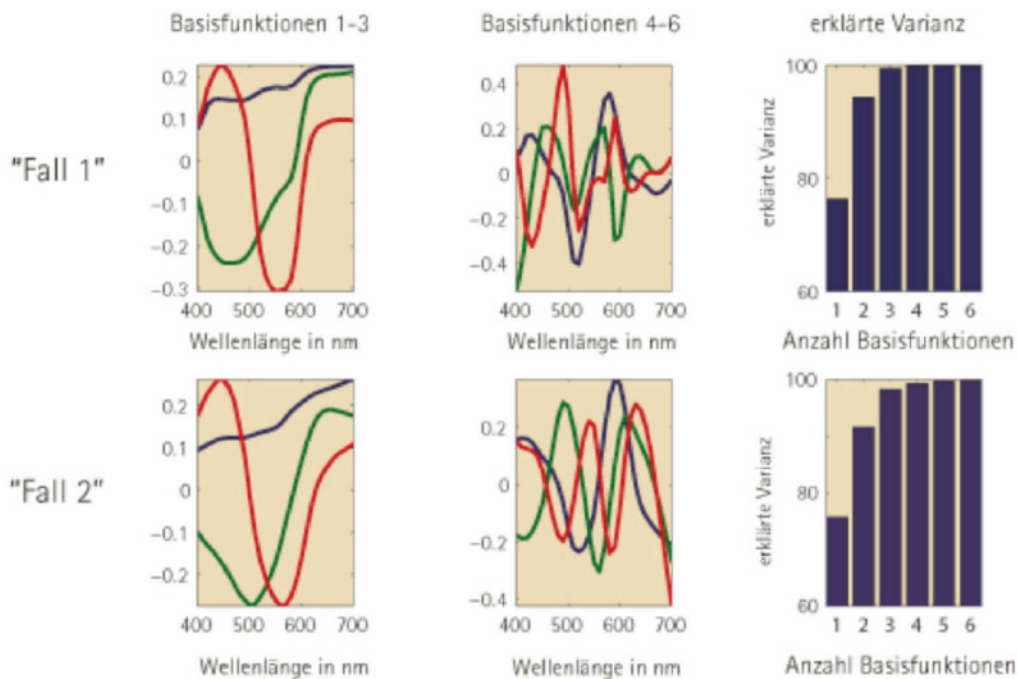 Basisfunktionen 1-3
Basisfunktionen 4-6
erklärte Varianz
"Fall 1"
0.2
0.1
0
-0.1
-0.2
-0.3
400 500 600 700
Wellenlänge in nm
0.4
0.2
0
-0.2
-0.4
400 500 600 700
Wellenlänge in nm
erklärte Varianz
100
80
60
1 2 3 4 5 6
Anzahl Basisfunktionen
"Fall 2"
0.2
0.1
0
-0.1
-0.2
400 500 600 700
Wellenlänge in nm
0.2
0
-0.2
-0.4
400 500 600 700
Wellenlänge in nm
erklärte Varianz
100
80
60
1 2 3 4 5 6
Anzahl Basisfunktionen